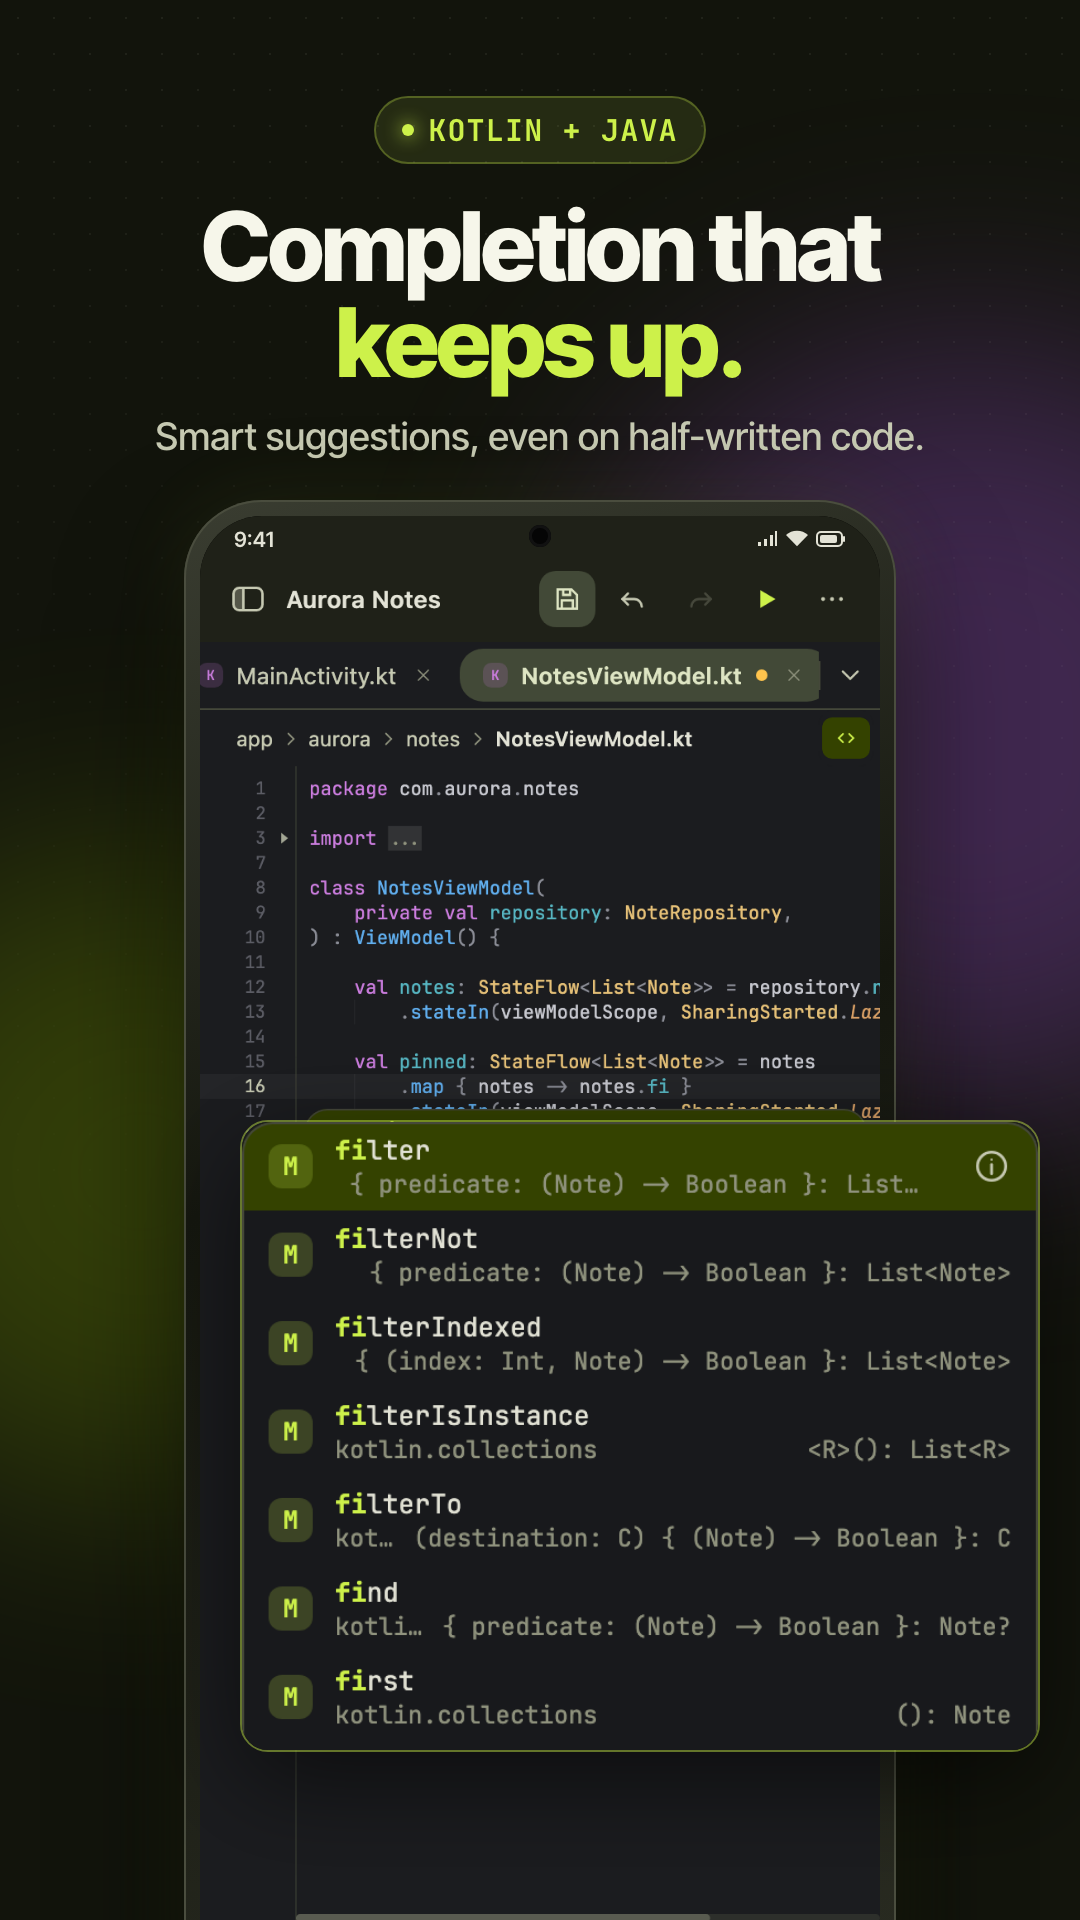 KOTLIN + JAVA
Completion that
keeps up.
Smart suggestions, even on half-written code.
9:41
Aurora Notes
K MainActivity.kt
K NotesViewModel.kt
app > aurora > notes > NotesViewModel.kt <>
1 package com.aurora.notes
2
3 import ...
7
8 class NotesViewModel(
9 private val repository: NoteRepository,
10 ) : ViewModel() {
11
12 val notes: StateFlow<List<Note>> = repository.n
13 .stateIn(viewModelScope, SharingStarted.Laz
14
15 val pinned: StateFlow<List<Note>> = notes
16 .map { notes -> notes.fi }
17 .stateIn(viewModelScope, SharingStarted.Laz
M filter
{ predicate: (Note) -> Boolean }: List…
M filterNot
{ predicate: (Note) -> Boolean }: List<Note>
M filterIndexed
{ (index: Int, Note) -> Boolean }: List<Note>
M filterIsInstance
kotlin.collections <R>(): List<R>
M filterTo
kot… (destination: C) { (Note) -> Boolean }: C
M find
kotli… { predicate: (Note) -> Boolean }: Note?
M first
kotlin.collections (): Note